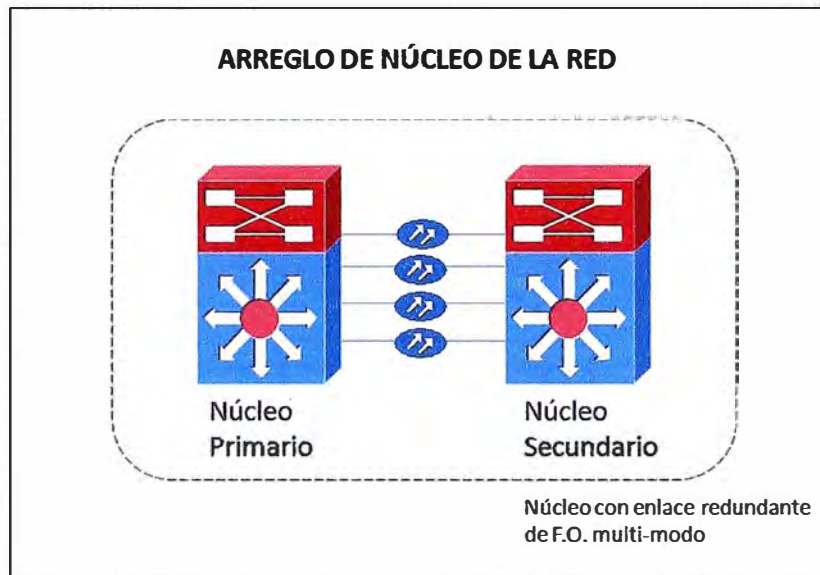 ARREGLO DE NÚCLEO DE LA RED
Núcleo
Primario
Núcleo
Secundario
Núcleo con enlace redundante
de F.O. multi-modo